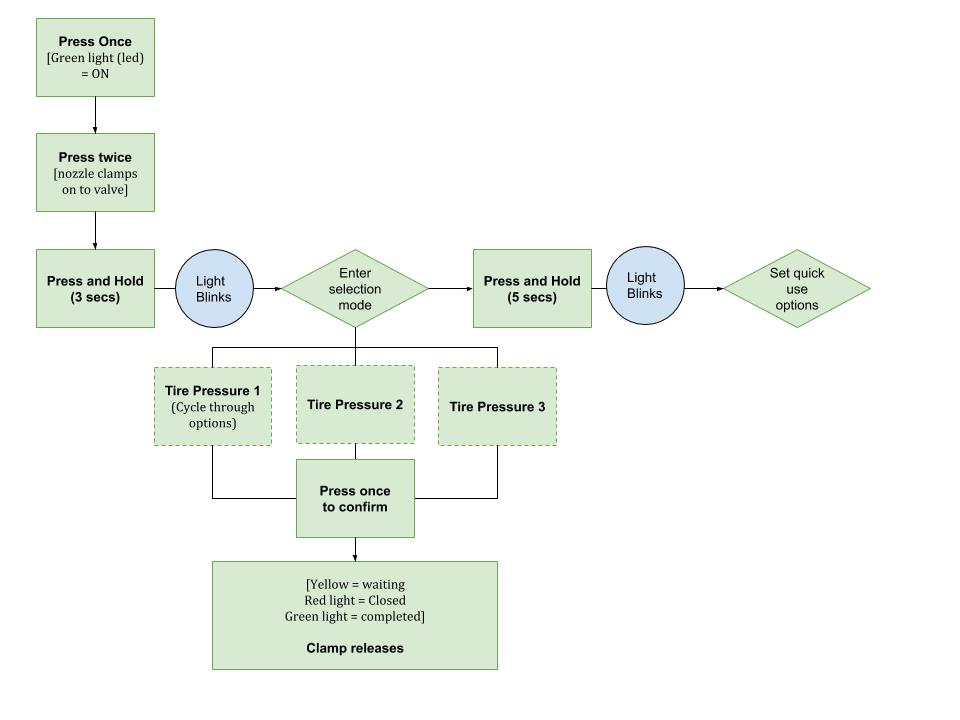 Press Once
[Green light (led)
= ON
Press twice
[nozzle clamps
on to valve]
Press and Hold
(3 secs)
Light
Blinks
Enter
selection
mode
Press and Hold
(5 secs)
Light
Blinks
Set quick
use
options
Tire Pressure 1
(Cycle through
options)
Tire Pressure 2
Tire Pressure 3
Press once
to confirm
[Yellow = waiting
Red light = Closed
Green light = completed]
Clamp releases